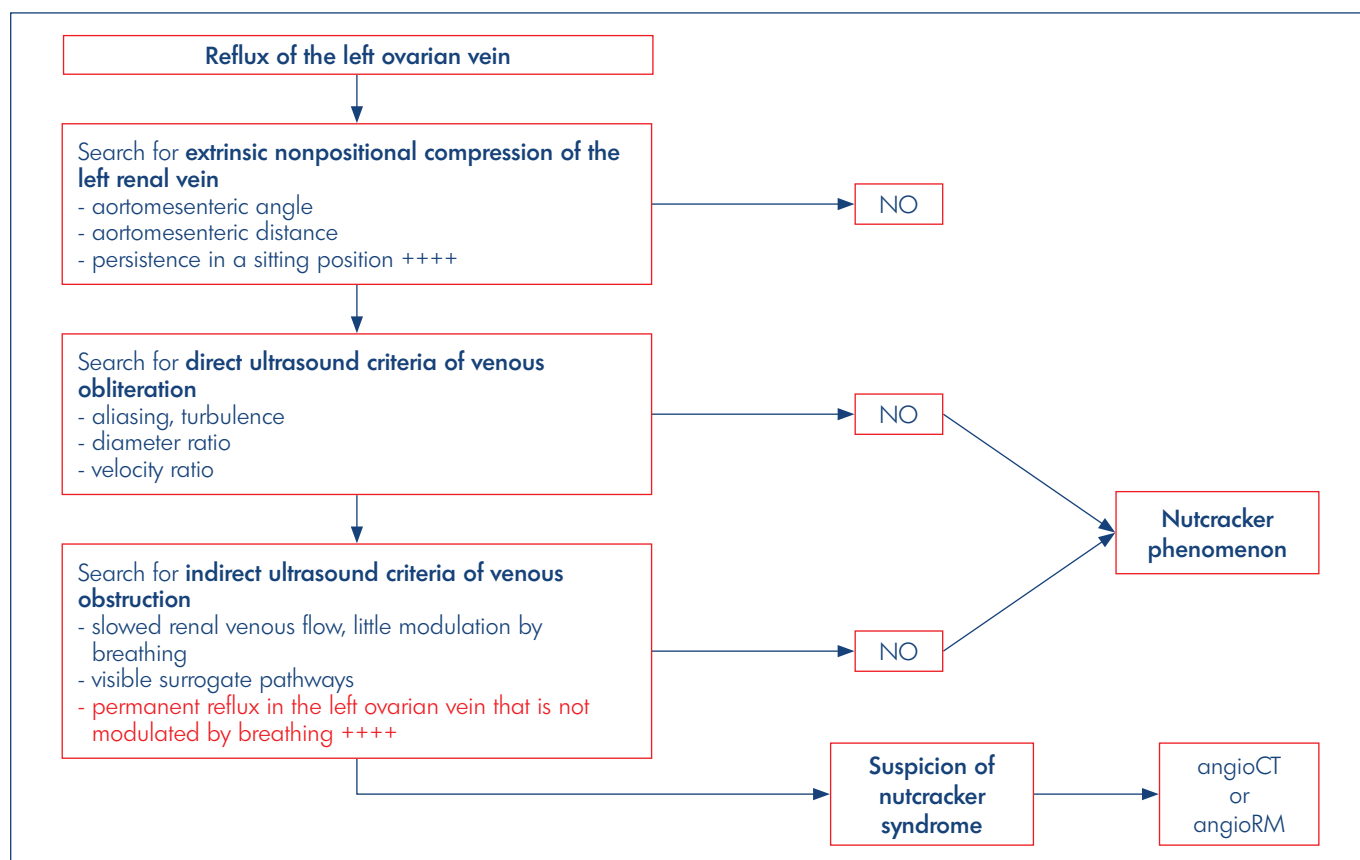 Reflux of the left ovarian vein
Search for extrinsic nonpositional compression of the
left renal vein
- aortomesenteric angle
- aortomesenteric distance
- persistence in a sitting position ++++
NO
Search for direct ultrasound criteria of venous
obliteration
- aliasing, turbulence
- diameter ratio
- velocity ratio
NO
Nutcracker
phenomenon
Search for indirect ultrasound criteria of venous
obstruction
- slowed renal venous flow, little modulation by
breathing
- visible surrogate pathways
- permanent reflux in the left ovarian vein that is not
modulated by breathing ++++
NO
Suspicion of
nutcracker
syndrome
angioCT
or
angioRM